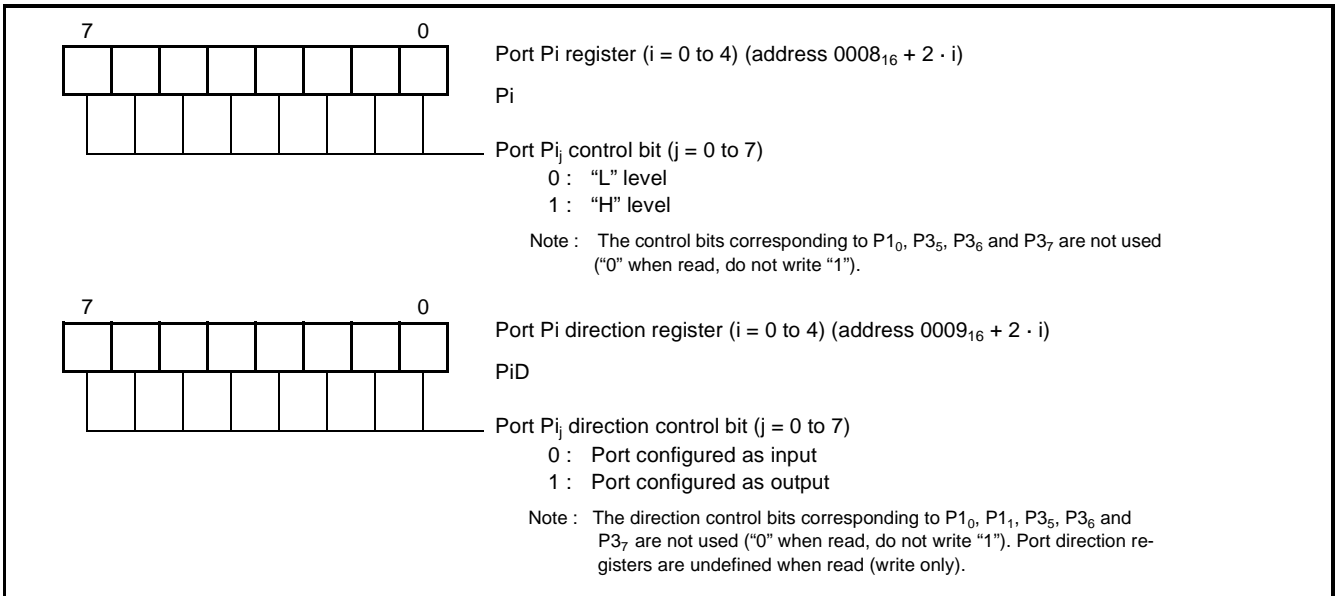 7 0
Port Pi register (i = 0 to 4) (address 0008₁₆ + 2 · i)
Pi
Port Piⱼ control bit (j = 0 to 7)
0 : “L” level
1 : “H” level
Note : The control bits corresponding to P1₀, P3₅, P3₆ and P3₇ are not used
(“0” when read, do not write “1”).
7 0
Port Pi direction register (i = 0 to 4) (address 0009₁₆ + 2 · i)
PiD
Port Piⱼ direction control bit (j = 0 to 7)
0 : Port configured as input
1 : Port configured as output
Note : The direction control bits corresponding to P1₀, P1₁, P3₅, P3₆ and
P3₇ are not used (“0” when read, do not write “1”). Port direction re-
gisters are undefined when read (write only).